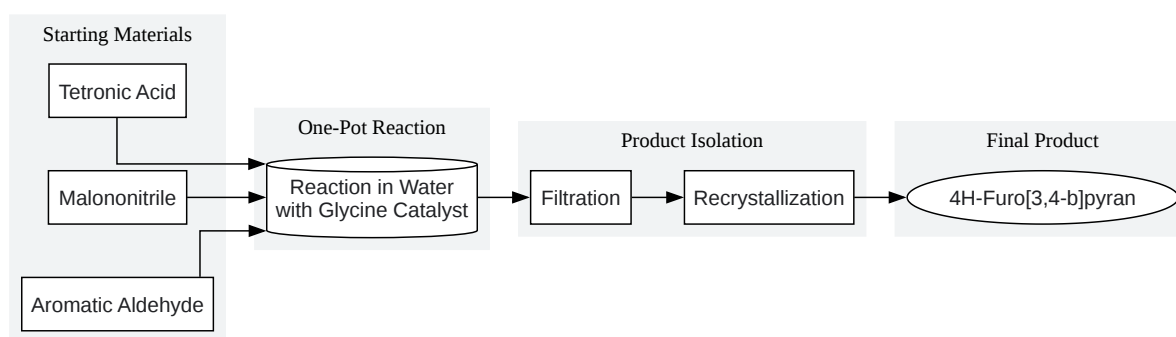 Starting Materials
Tetronic Acid
Malononitrile
Aromatic Aldehyde
One-Pot Reaction
Reaction in Water
with Glycine Catalyst
Product Isolation
Filtration
Recrystallization
Final Product
4H-Furo[3,4-b]pyran